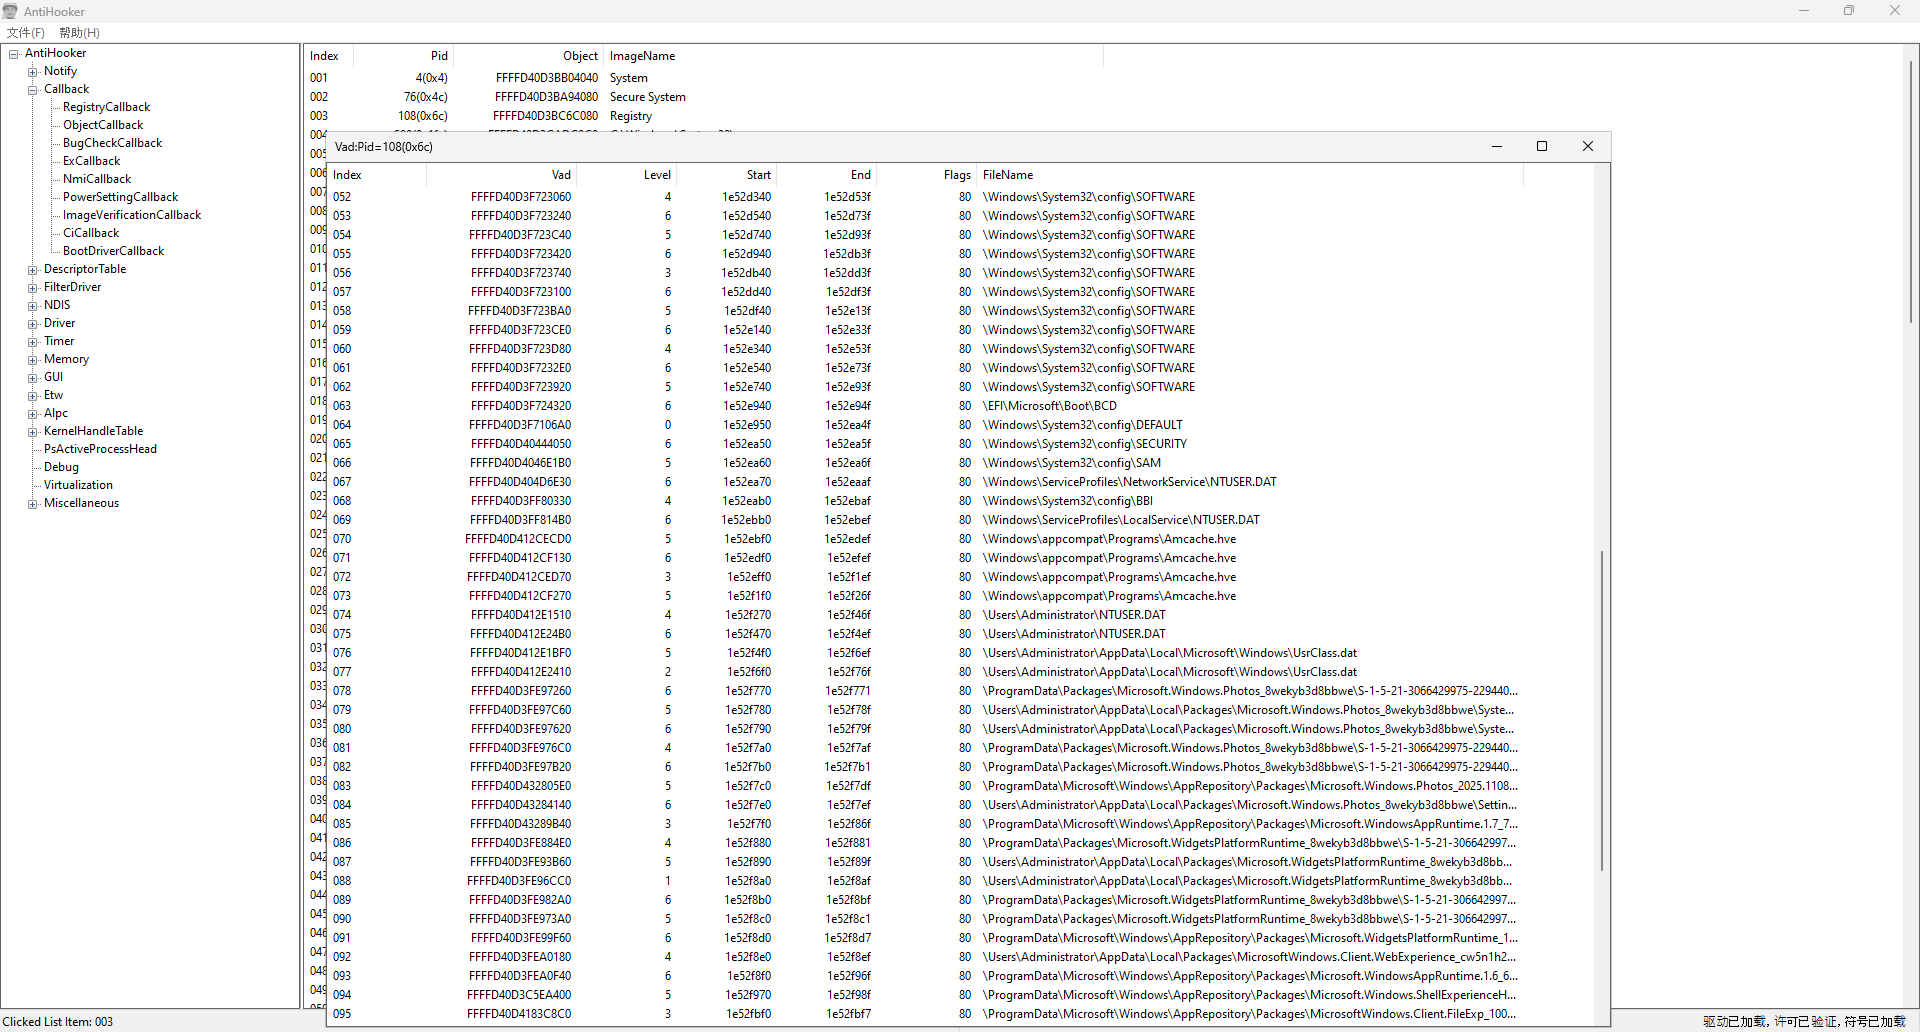 AntiHooker
文件(F) 帮助(H)
AntiHooker
Notify
Callback
RegistryCallback
ObjectCallback
BugCheckCallback
ExCallback
NmiCallback
PowerSettingCallback
ImageVerificationCallback
CiCallback
BootDriverCallback
DescriptorTable
FilterDriver
NDIS
Driver
Timer
Memory
GUI
Etw
Alpc
KernelHandleTable
PsActiveProcessHead
Debug
Virtualization
Miscellaneous
Index Pid Object ImageName
001 4(0x4) FFFFD40D3BB04040 System
002 76(0x4c) FFFFD40D3BA94080 Secure System
003 108(0x6c) FFFFD40D3BC6C080 Registry
Vad:Pid=108(0x6c)
Index Vad Level Start End Flags FileName
052 FFFFD40D3F723060 4 1e52d340 1e52d53f 80 \Windows\System32\config\SOFTWARE
053 FFFFD40D3F723240 6 1e52d540 1e52d73f 80 \Windows\System32\config\SOFTWARE
054 FFFFD40D3F723C40 5 1e52d740 1e52d93f 80 \Windows\System32\config\SOFTWARE
055 FFFFD40D3F723420 6 1e52d940 1e52db3f 80 \Windows\System32\config\SOFTWARE
056 FFFFD40D3F723740 3 1e52db40 1e52dd3f 80 \Windows\System32\config\SOFTWARE
057 FFFFD40D3F723100 6 1e52dd40 1e52df3f 80 \Windows\System32\config\SOFTWARE
058 FFFFD40D3F723BA0 5 1e52df40 1e52e13f 80 \Windows\System32\config\SOFTWARE
059 FFFFD40D3F723CE0 6 1e52e140 1e52e33f 80 \Windows\System32\config\SOFTWARE
060 FFFFD40D3F723D80 4 1e52e340 1e52e53f 80 \Windows\System32\config\SOFTWARE
061 FFFFD40D3F7232E0 6 1e52e540 1e52e73f 80 \Windows\System32\config\SOFTWARE
062 FFFFD40D3F723920 5 1e52e740 1e52e93f 80 \Windows\System32\config\SOFTWARE
063 FFFFD40D3F724320 6 1e52e940 1e52e94f 80 \EFI\Microsoft\Boot\BCD
064 FFFFD40D3F7106A0 0 1e52e950 1e52ea4f 80 \Windows\System32\config\DEFAULT
065 FFFFD40D40444050 6 1e52ea50 1e52ea5f 80 \Windows\System32\config\SECURITY
066 FFFFD40D4046E1B0 5 1e52ea60 1e52ea6f 80 \Windows\System32\config\SAM
067 FFFFD40D404D6E30 6 1e52ea70 1e52eaaf 80 \Windows\ServiceProfiles\NetworkService\NTUSER.DAT
068 FFFFD40D3FF80330 4 1e52eab0 1e52ebaf 80 \Windows\System32\config\BBI
069 FFFFD40D3FF814B0 6 1e52ebb0 1e52ebef 80 \Windows\ServiceProfiles\LocalService\NTUSER.DAT
070 FFFFD40D412CECD0 5 1e52ebf0 1e52edef 80 \Windows\appcompat\Programs\Amcache.hve
071 FFFFD40D412CF130 6 1e52edf0 1e52efef 80 \Windows\appcompat\Programs\Amcache.hve
072 FFFFD40D412CED70 3 1e52eff0 1e52f1ef 80 \Windows\appcompat\Programs\Amcache.hve
073 FFFFD40D412CF270 5 1e52f1f0 1e52f26f 80 \Windows\appcompat\Programs\Amcache.hve
074 FFFFD40D412E1510 4 1e52f270 1e52f46f 80 \Users\Administrator\NTUSER.DAT
075 FFFFD40D412E24B0 6 1e52f470 1e52f4ef 80 \Users\Administrator\NTUSER.DAT
076 FFFFD40D412E1BF0 5 1e52f4f0 1e52f6ef 80 \Users\Administrator\AppData\Local\Microsoft\Windows\UsrClass.dat
077 FFFFD40D412E2410 2 1e52f6f0 1e52f76f 80 \Users\Administrator\AppData\Local\Microsoft\Windows\UsrClass.dat
078 FFFFD40D3FE97260 6 1e52f770 1e52f771 80 \ProgramData\Packages\Microsoft.Windows.Photos_8wekyb3d8bbwe\S-1-5-21-3066429975-229440...
079 FFFFD40D3FE97C60 5 1e52f780 1e52f78f 80 \Users\Administrator\AppData\Local\Packages\Microsoft.Windows.Photos_8wekyb3d8bbwe\Syste...
080 FFFFD40D3FE97620 6 1e52f790 1e52f79f 80 \Users\Administrator\AppData\Local\Packages\Microsoft.Windows.Photos_8wekyb3d8bbwe\Syste...
081 FFFFD40D3FE976C0 4 1e52f7a0 1e52f7af 80 \ProgramData\Packages\Microsoft.Windows.Photos_8wekyb3d8bbwe\S-1-5-21-3066429975-229440...
082 FFFFD40D3FE97B20 6 1e52f7b0 1e52f7b1 80 \ProgramData\Packages\Microsoft.Windows.Photos_8wekyb3d8bbwe\S-1-5-21-3066429975-229440...
083 FFFFD40D432805E0 5 1e52f7c0 1e52f7df 80 \ProgramData\Microsoft\Windows\AppRepository\Packages\Microsoft.Windows.Photos_2025.1108...
084 FFFFD40D43284140 6 1e52f7e0 1e52f7ef 80 \Users\Administrator\AppData\Local\Packages\Microsoft.Windows.Photos_8wekyb3d8bbwe\Settin...
085 FFFFD40D43289B40 3 1e52f7f0 1e52f86f 80 \ProgramData\Microsoft\Windows\AppRepository\Packages\Microsoft.WindowsAppRuntime.1.7_7...
086 FFFFD40D3FE884E0 4 1e52f880 1e52f881 80 \ProgramData\Packages\Microsoft.WidgetsPlatformRuntime_8wekyb3d8bbwe\S-1-5-21-306642997...
087 FFFFD40D3FE93B60 5 1e52f890 1e52f89f 80 \Users\Administrator\AppData\Local\Packages\Microsoft.WidgetsPlatformRuntime_8wekyb3d8bb...
088 FFFFD40D3FE96CC0 1 1e52f8a0 1e52f8af 80 \Users\Administrator\AppData\Local\Packages\Microsoft.WidgetsPlatformRuntime_8wekyb3d8bb...
089 FFFFD40D3FE982A0 6 1e52f8b0 1e52f8bf 80 \ProgramData\Packages\Microsoft.WidgetsPlatformRuntime_8wekyb3d8bbwe\S-1-5-21-306642997...
090 FFFFD40D3FE973A0 5 1e52f8c0 1e52f8c1 80 \ProgramData\Packages\Microsoft.WidgetsPlatformRuntime_8wekyb3d8bbwe\S-1-5-21-306642997...
091 FFFFD40D3FE99F60 6 1e52f8d0 1e52f8d7 80 \ProgramData\Microsoft\Windows\AppRepository\Packages\Microsoft.WidgetsPlatformRuntime_1...
092 FFFFD40D3FEA0180 4 1e52f8e0 1e52f8ef 80 \Users\Administrator\AppData\Local\Packages\MicrosoftWindows.Client.WebExperience_cw5n1h2...
093 FFFFD40D3FEA0F40 6 1e52f8f0 1e52f96f 80 \ProgramData\Microsoft\Windows\AppRepository\Packages\Microsoft.WindowsAppRuntime.1.6_6...
094 FFFFD40D3C5EA400 5 1e52f970 1e52f98f 80 \ProgramData\Microsoft\Windows\AppRepository\Packages\Microsoft.Windows.ShellExperienceH...
095 FFFFD40D4183C8C0 3 1e52fbf0 1e52fbf7 80 \ProgramData\Microsoft\Windows\AppRepository\Packages\MicrosoftWindows.Client.FileExp_100...
Clicked List Item: 003
驱动已加载, 许可已验证, 符号已加载